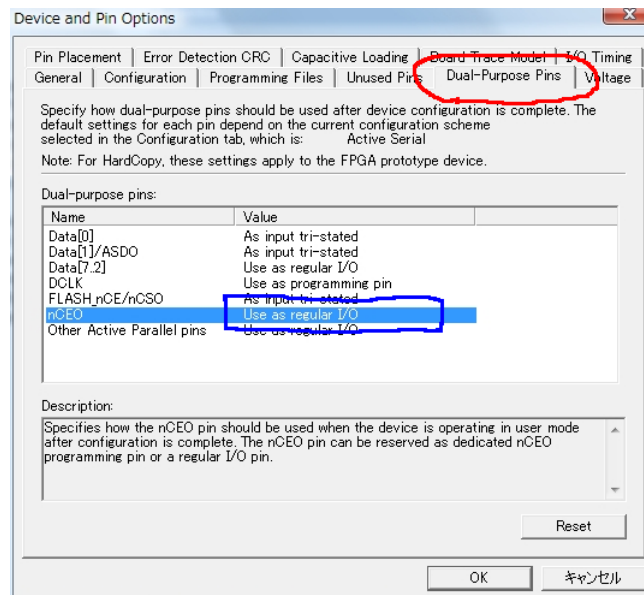 Device and Pin Options
Pin Placement Error Detection CRC Capacitive Loading Board Trace Model I/O Timing
General Configuration Programming Files Unused Pins Dual-Purpose Pins Voltage
Specify how dual-purpose pins should be used after device configuration is complete. The
default settings for each pin depend on the current configuration scheme
selected in the Configuration tab, which is: Active Serial
Note: For HardCopy, these settings apply to the FPGA prototype device.
Dual-purpose pins:
Name Value
Data[0] As input tri-stated
Data[1]/ASDO As input tri-stated
Data[7..2] Use as regular I/O
DCLK Use as programming pin
FLASH_nCE/nCSO As input tri-stated
nCEO Use as regular I/O
Other Active Parallel pins Use as regular I/O
Description:
Specifies how the nCEO pin should be used when the device is operating in user mode
after configuration is complete. The nCEO pin can be reserved as dedicated nCEO
programming pin or a regular I/O pin.
Reset
OK キャンセル